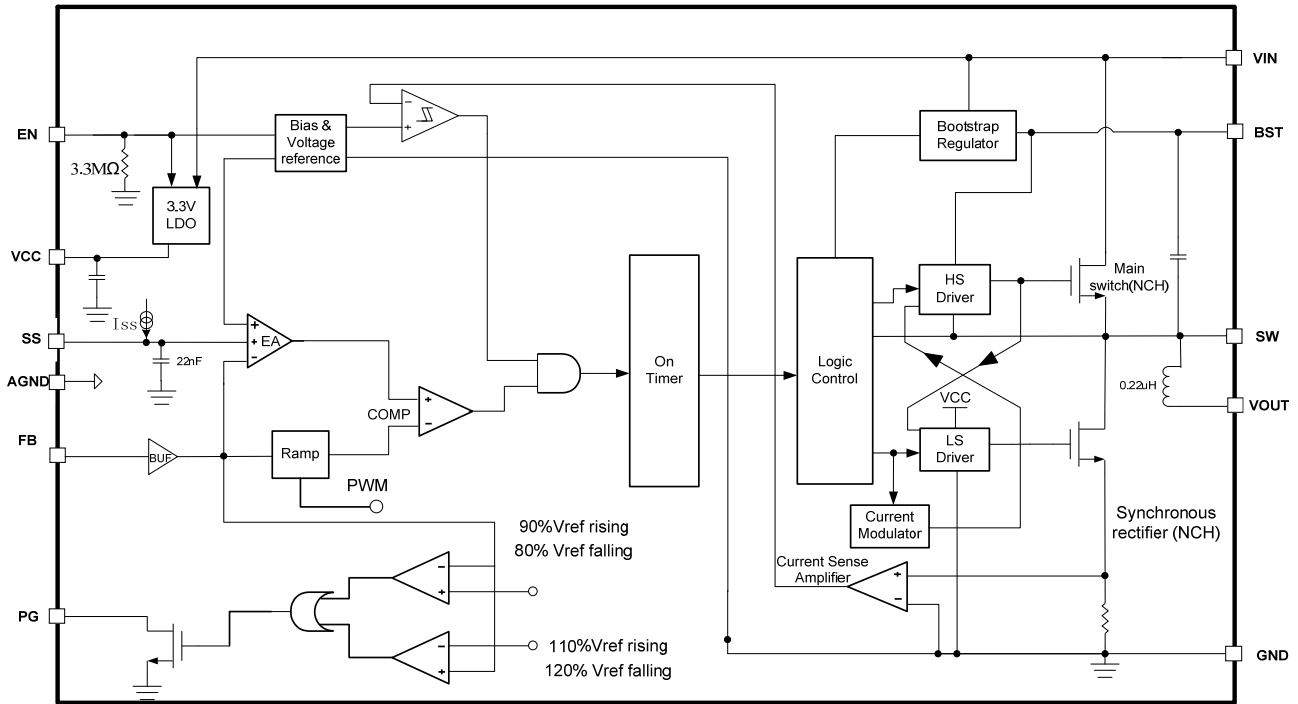 VIN
EN
Bias &
Voltage
reference
-
+
Bootstrap
Regulator
BST
3.3MΩ
3.3V
LDO
VCC
HS
Driver
Main
switch(NCH)
SS
Iss
22nF
+
+
-
EA
On
Timer
Logic
Control
SW
AGND
0.22uH
VOUT
VCC
COMP
+
-
FB
BUF
Ramp
LS
Driver
PWM
90%Vref rising
80% Vref falling
Current
Modulator
Synchronous
rectifier (NCH)
Current Sense
Amplifier
+
-
-
+
PG
110%Vref rising
120% Vref falling
-
+
GND